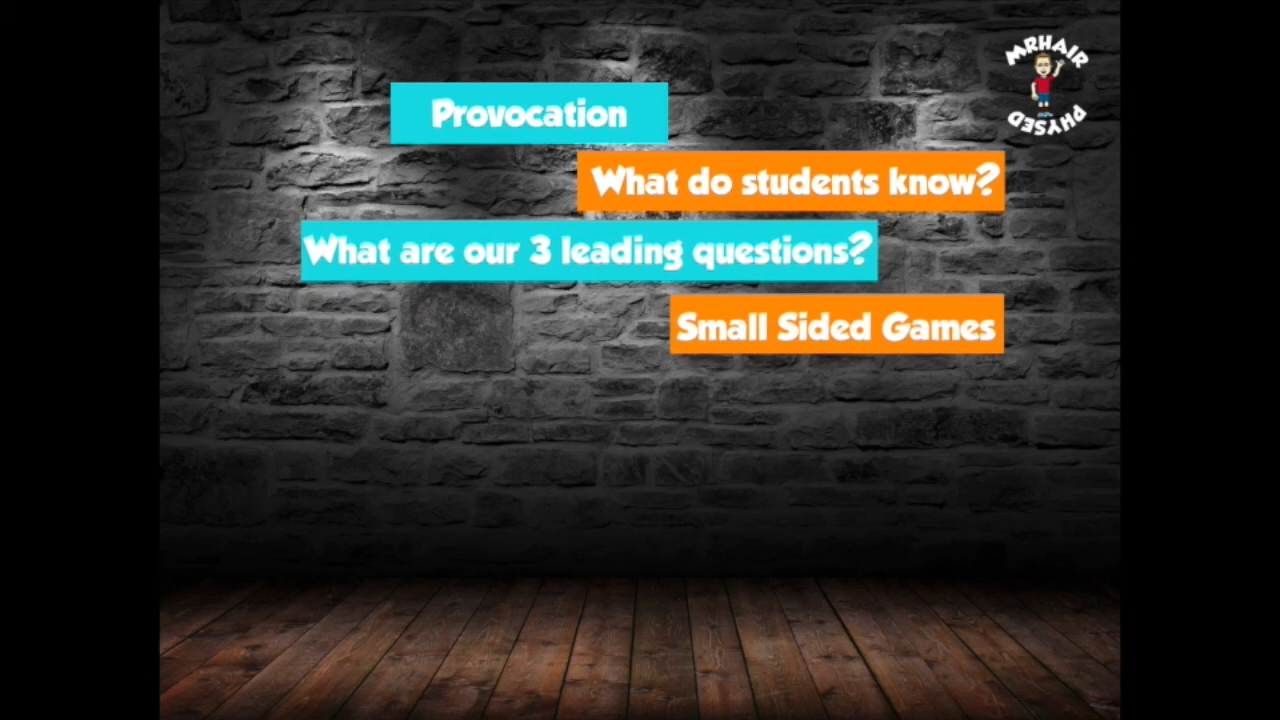 MRHAIR
PHYSED
Provocation
What do students know?
What are our 3 leading questions?
Small Sided Games